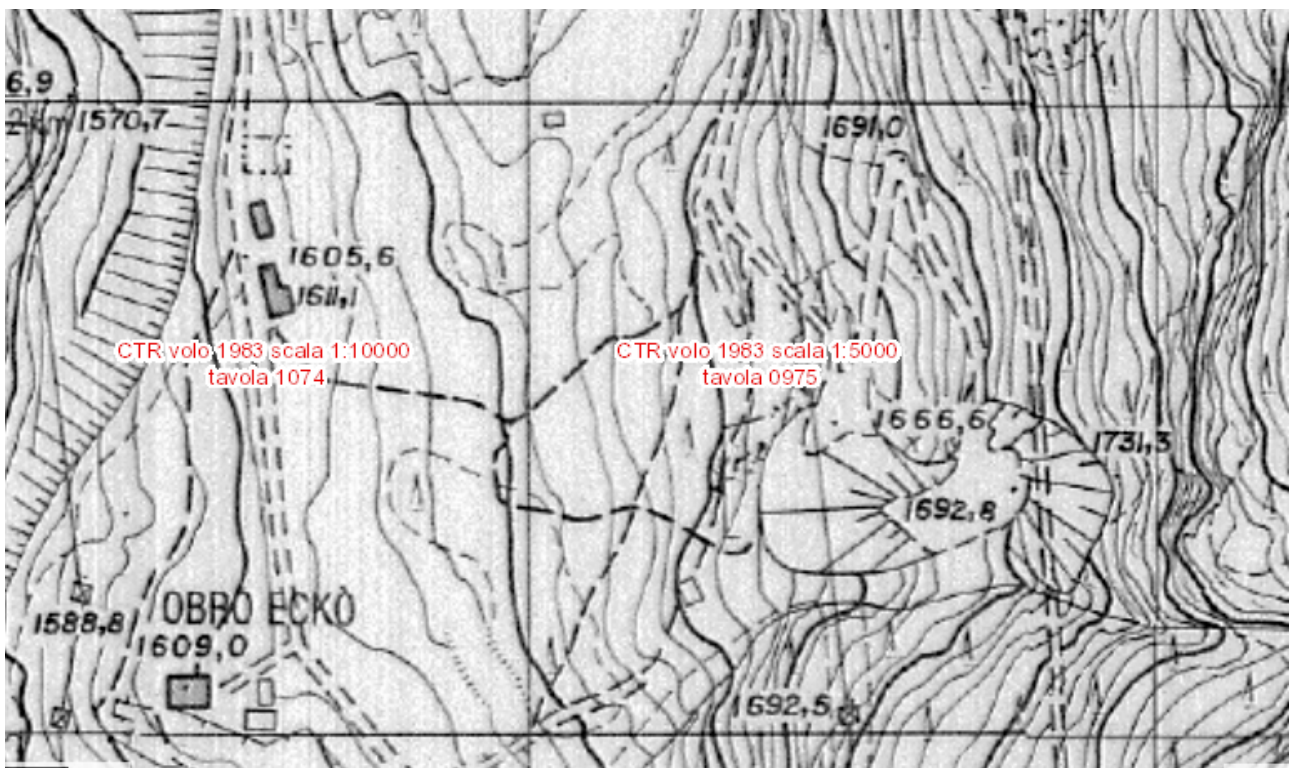 6,9
1570,7
1691,0
1605,6
1611,1
CTR volo 1983 scala 1:10000
tavola 1074
CTR volo 1983 scala 1:5000
tavola 0975
1666,6
1731,3
1692,8
OBRO ECKO
1588,8
1609,0
1692,5